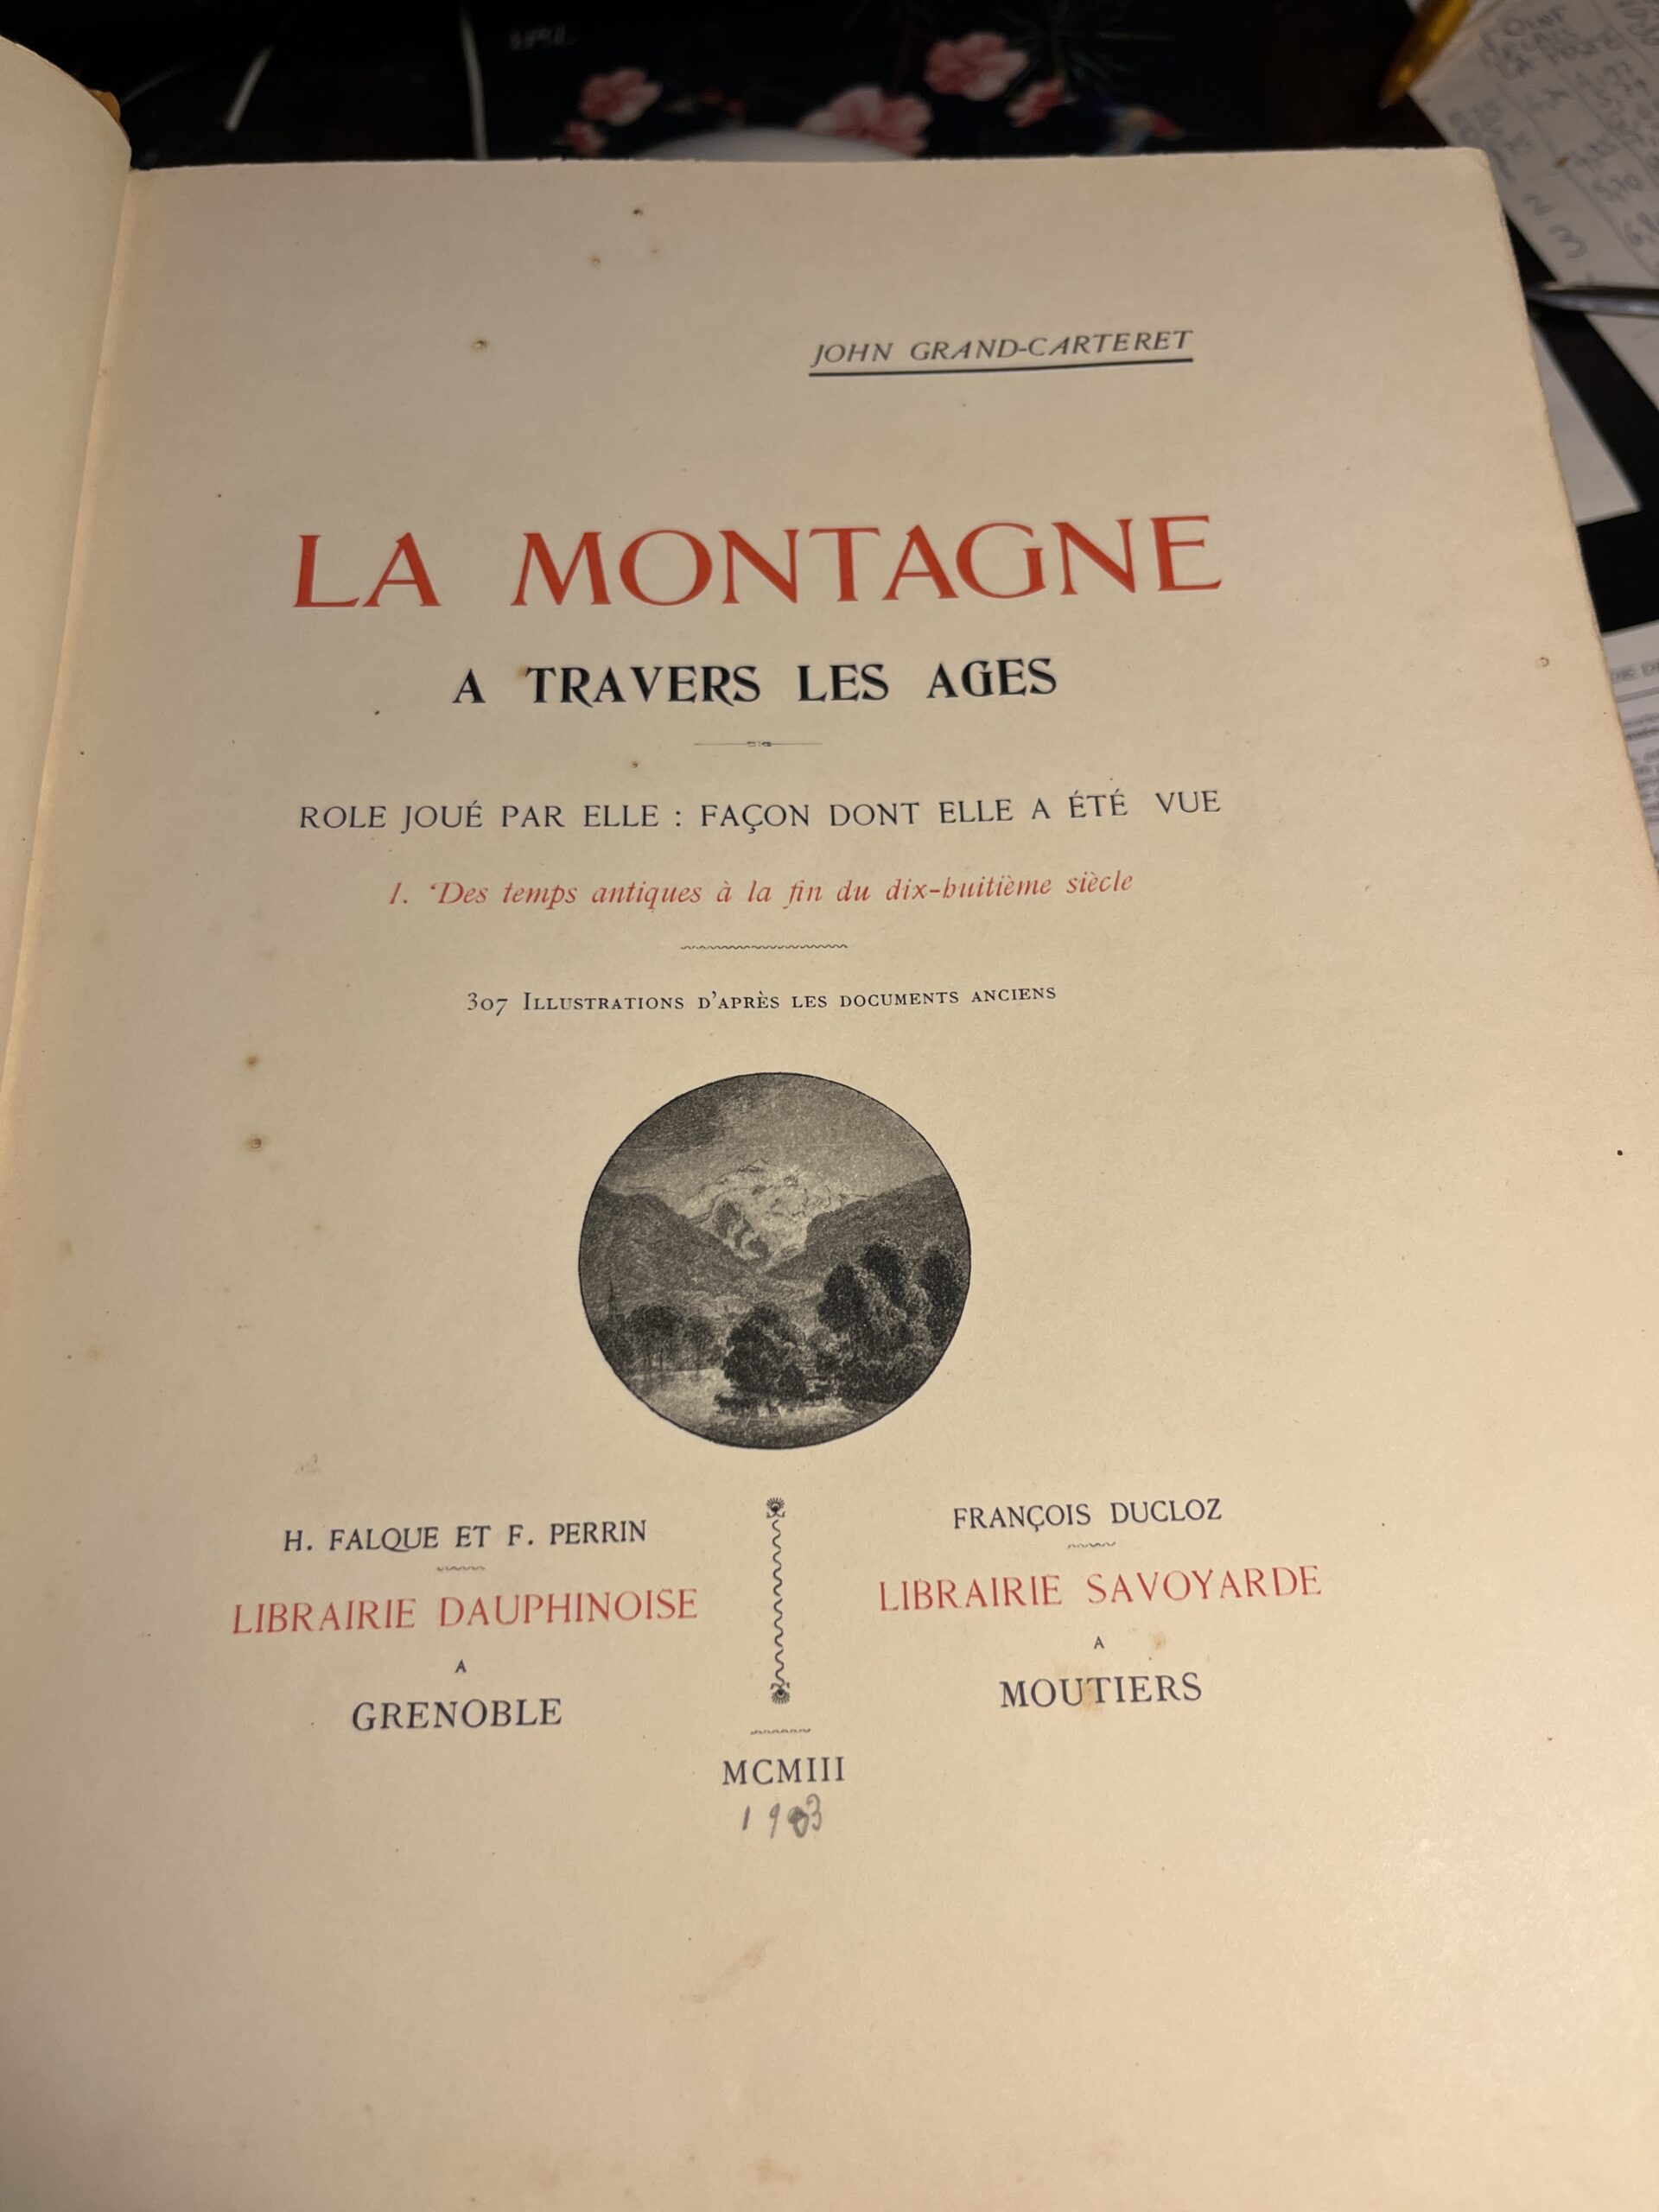 JOHN GRAND-CARTERET
LA MONTAGNE
A TRAVERS LES AGES
ROLE JOUÉ PAR ELLE : FAÇON DONT ELLE A ÉTÉ VUE
1. Des temps antiques à la fin du dix-huitième siècle
307 ILLUSTRATIONS D'APRÈS LES DOCUMENTS ANCIENS
H. FALQUE ET F. PERRIN
LIBRAIRIE DAUPHINOISE
A
GRENOBLE
FRANÇOIS DUCLOZ
LIBRAIRIE SAVOYARDE
A
MOUTIERS
MCMIII
1903